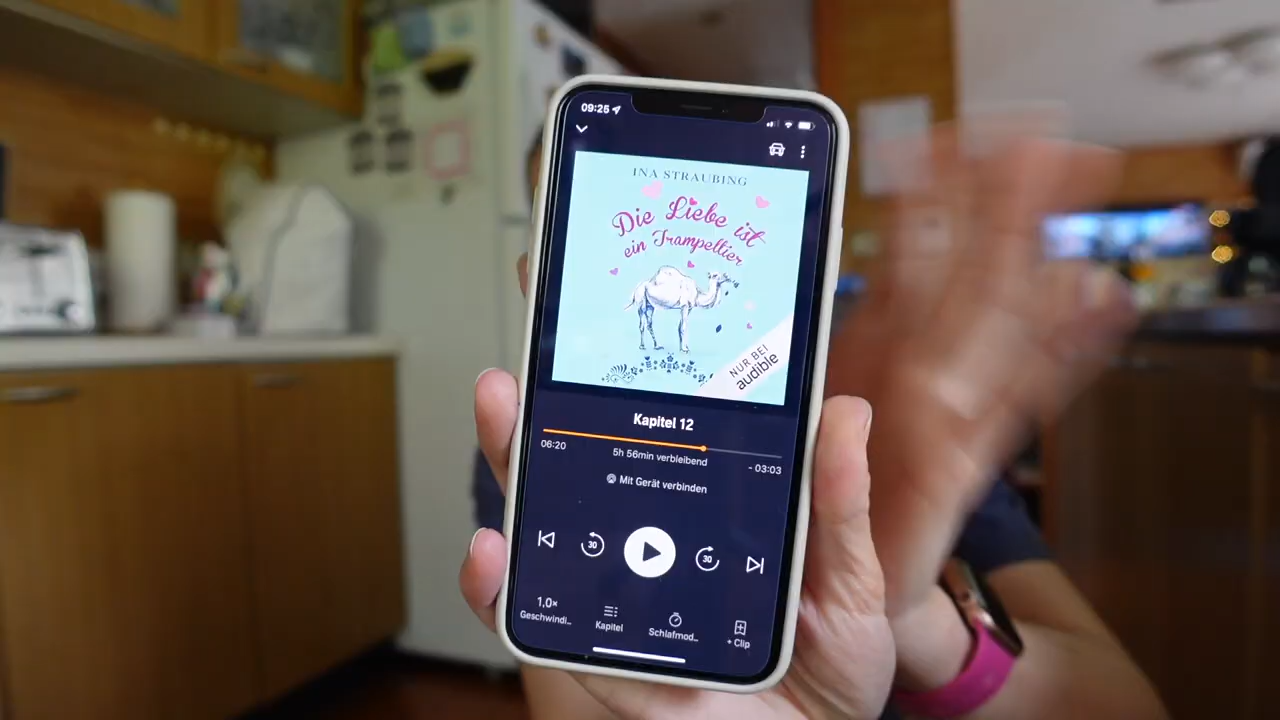 09:25
INA STRAUBING
Die Liebe ist
ein Trampeltier
NUR BEI
audible
Kapitel 12
06:20
5h 56min verbleibend
- 03:03
Mit Gerät verbinden
30
30
1,0×
Geschwindi...
Kapitel
Schlafmod...
+ Clip